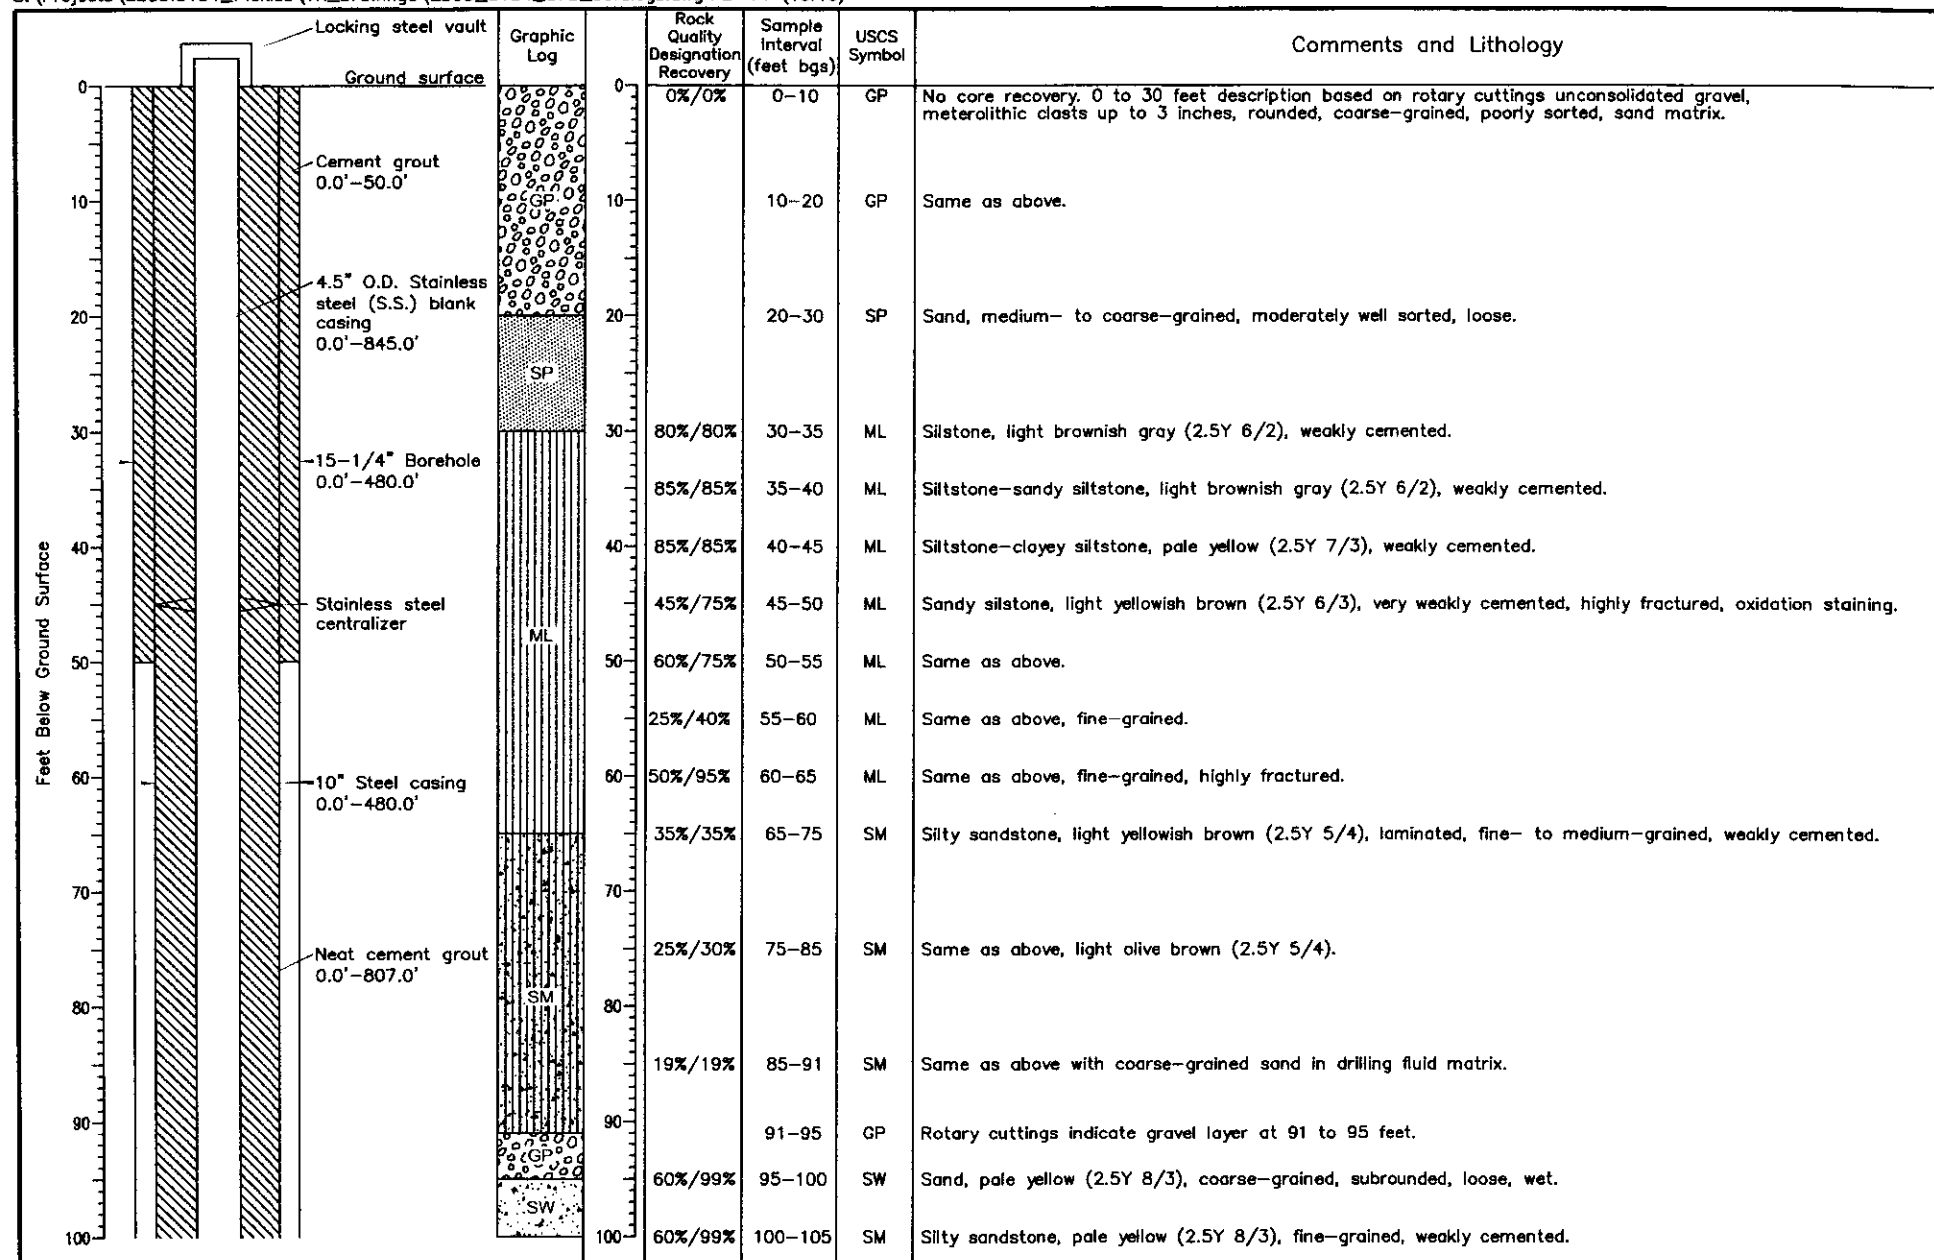 Locking steel vault
Ground surface
Graphic
Log
Rock
Quality
Designation
Recovery
Sample
Interval
(feet bgs)
USCS
Symbol
Comments and Lithology
Feet Below Ground Surface
0
10
20
30
40
50
60
70
80
90
100
Cement grout
0.0'-50.0'
4.5" O.D. Stainless
steel (S.S.) blank
casing
0.0'-845.0'
15-1/4" Borehole
0.0'-480.0'
Stainless steel
centralizer
10" Steel casing
0.0'-480.0'
Neat cement grout
0.0'-807.0'
GP
SP
ML
SM
GP
SW
0
10
20
30
40
50
60
70
80
90
100
0%/0% 0-10 GP No core recovery. 0 to 30 feet description based on rotary cuttings unconsolidated gravel,
meterolithic clasts up to 3 inches, rounded, coarse-grained, poorly sorted, sand matrix.
10-20 GP Same as above.
20-30 SP Sand, medium- to coarse-grained, moderately well sorted, loose.
80%/80% 30-35 ML Silstone, light brownish gray (2.5Y 6/2), weakly cemented.
85%/85% 35-40 ML Siltstone-sandy siltstone, light brownish gray (2.5Y 6/2), weakly cemented.
85%/85% 40-45 ML Siltstone-clayey siltstone, pale yellow (2.5Y 7/3), weakly cemented.
45%/75% 45-50 ML Sandy silstone, light yellowish brown (2.5Y 6/3), very weakly cemented, highly fractured, oxidation staining.
60%/75% 50-55 ML Same as above.
25%/40% 55-60 ML Same as above, fine-grained.
50%/95% 60-65 ML Same as above, fine-grained, highly fractured.
35%/35% 65-75 SM Silty sandstone, light yellowish brown (2.5Y 5/4), laminated, fine- to medium-grained, weakly cemented.
25%/30% 75-85 SM Same as above, light olive brown (2.5Y 5/4).
19%/19% 85-91 SM Same as above with coarse-grained sand in drilling fluid matrix.
91-95 GP Rotary cuttings indicate gravel layer at 91 to 95 feet.
60%/99% 95-100 SW Sand, pale yellow (2.5Y 8/3), coarse-grained, subrounded, loose, wet.
60%/99% 100-105 SM Silty sandstone, pale yellow (2.5Y 8/3), fine-grained, weakly cemented.